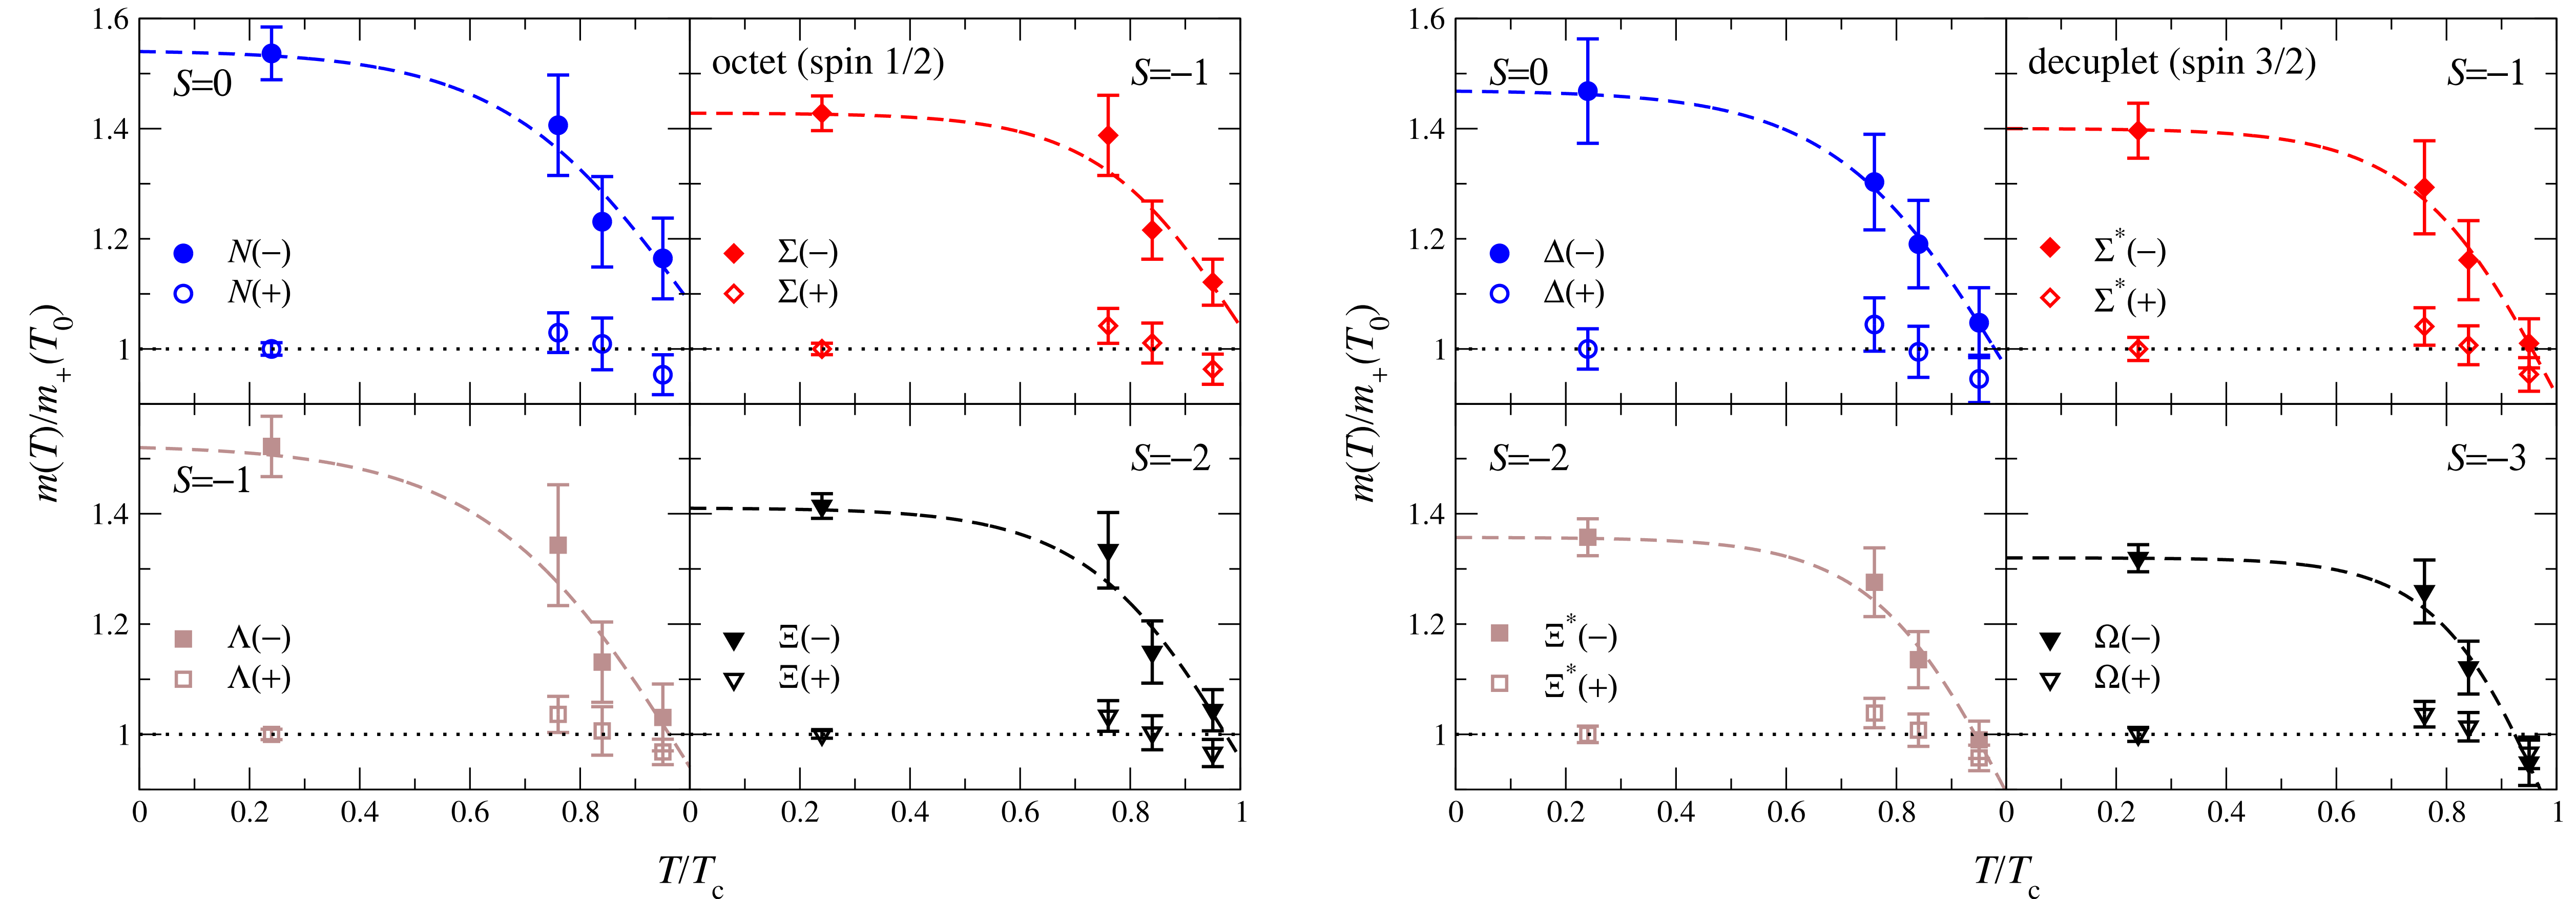 m(T)/m+(T0)
1.6
1.4
1.2
1
S=0
N(−)
N(+)
octet (spin 1/2)
S=−1
Σ(−)
Σ(+)
1.4
1.2
1
S=−1
Λ(−)
Λ(+)
S=−2
Ξ(−)
Ξ(+)
0 0.2 0.4 0.6 0.8 0 0.2 0.4 0.6 0.8 1
T/Tc
m(T)/m+(T0)
1.6
1.4
1.2
1
S=0
Δ(−)
Δ(+)
decuplet (spin 3/2)
S=−1
Σ*(−)
Σ*(+)
1.4
1.2
1
S=−2
Ξ*(−)
Ξ*(+)
S=−3
Ω(−)
Ω(+)
0 0.2 0.4 0.6 0.8 0 0.2 0.4 0.6 0.8 1
T/Tc